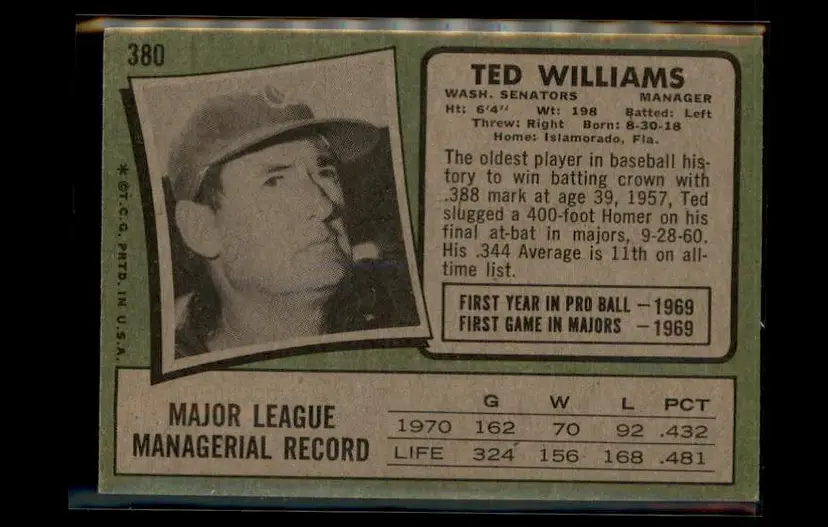 380
TED WILLIAMS
WASH. SENATORS MANAGER
Ht: 6'4" Wt: 198 Batted: Left
Threw: Right Born: 8-30-18
Home: Islamorado, Fla.
The oldest player in baseball his-
tory to win batting crown with
.388 mark at age 39, 1957, Ted
slugged a 400-foot Homer on his
final at-bat in majors, 9-28-60.
His .344 Average is 11th on all-
time list.
FIRST YEAR IN PRO BALL – 1969
FIRST GAME IN MAJORS – 1969
* © T.C.G. PRTD. IN U.S.A.
MAJOR LEAGUE
MANAGERIAL RECORD
G W L PCT
1970 162 70 92 .432
LIFE 324 156 168 .481